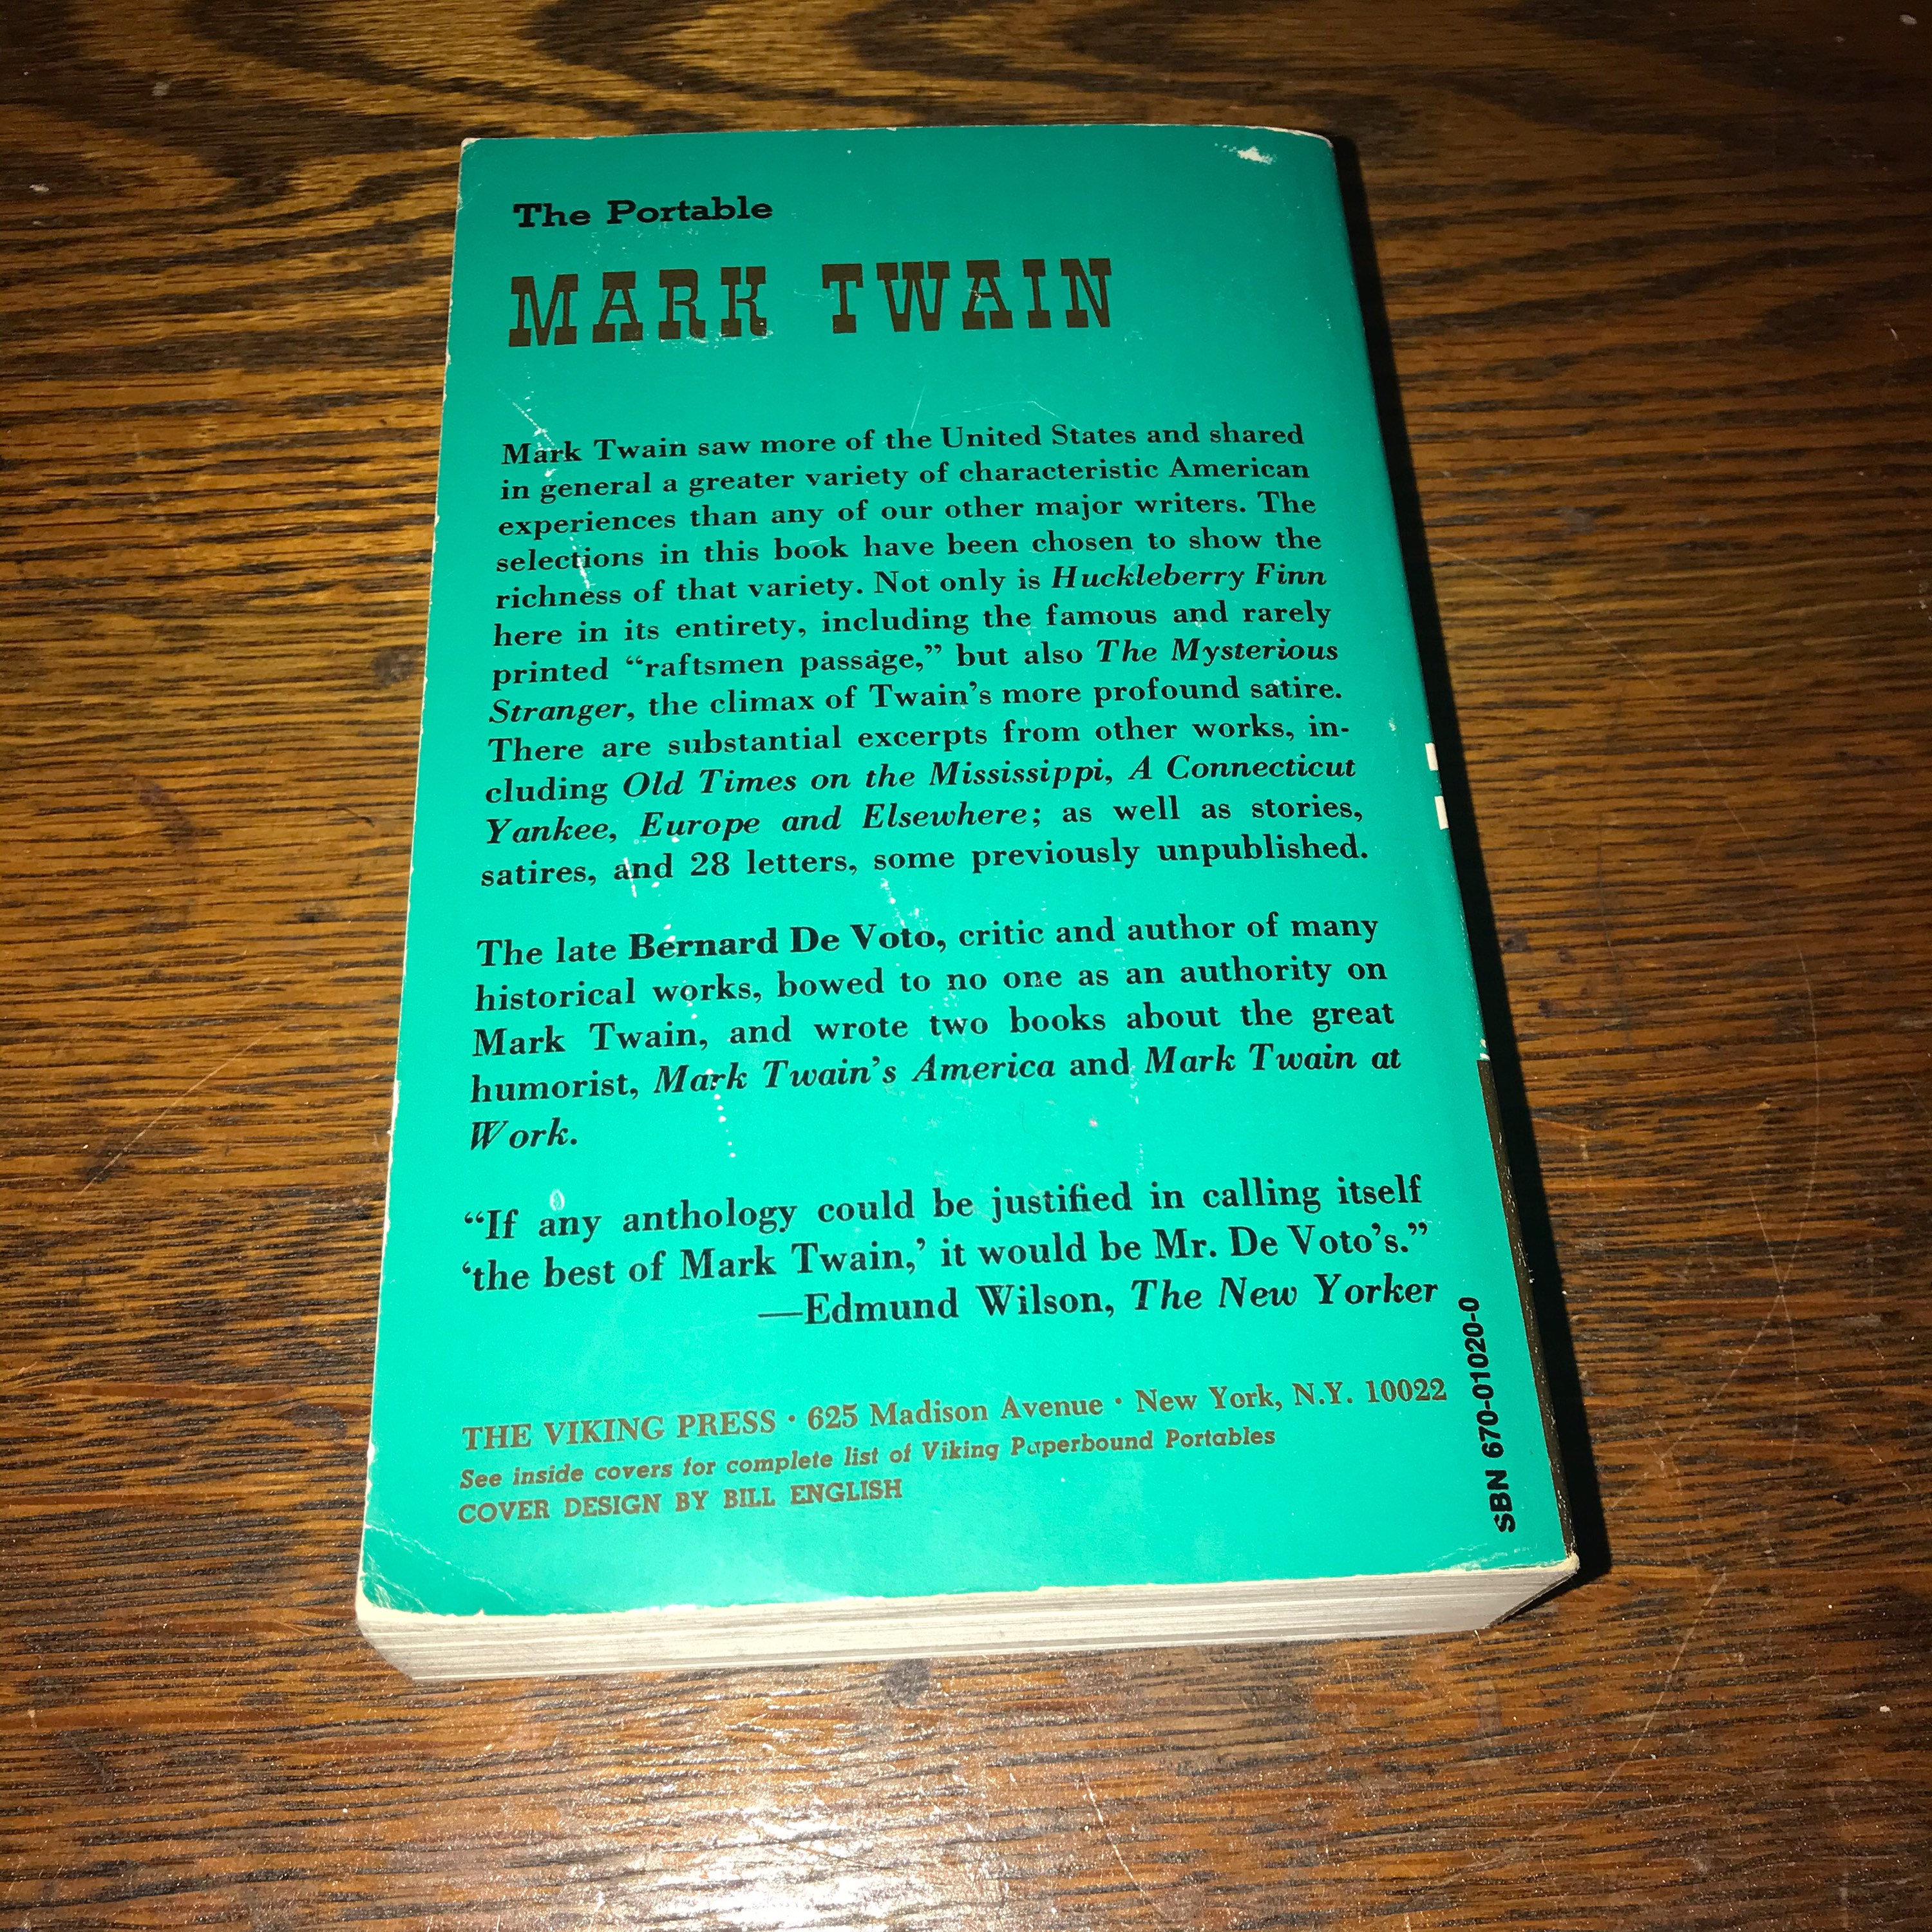 The Portable
MARK TWAIN
Mark Twain saw more of the United States and shared
in general a greater variety of characteristic American
experiences than any of our other major writers. The
selections in this book have been chosen to show the
richness of that variety. Not only is Huckleberry Finn
here in its entirety, including the famous and rarely
printed “raftsmen passage,” but also The Mysterious
Stranger, the climax of Twain’s more profound satire.
There are substantial excerpts from other works, in-
cluding Old Times on the Mississippi, A Connecticut
Yankee, Europe and Elsewhere; as well as stories,
satires, and 28 letters, some previously unpublished.
The late Bernard De Voto, critic and author of many
historical works, bowed to no one as an authority on
Mark Twain, and wrote two books about the great
humorist, Mark Twain’s America and Mark Twain at
Work.
“If any anthology could be justified in calling itself
‘the best of Mark Twain,’ it would be Mr. De Voto’s.”
—Edmund Wilson, The New Yorker
THE VIKING PRESS · 625 Madison Avenue · New York, N.Y. 10022
See inside covers for complete list of Viking Paperbound Portables
COVER DESIGN BY BILL ENGLISH
SBN 670-01020-0